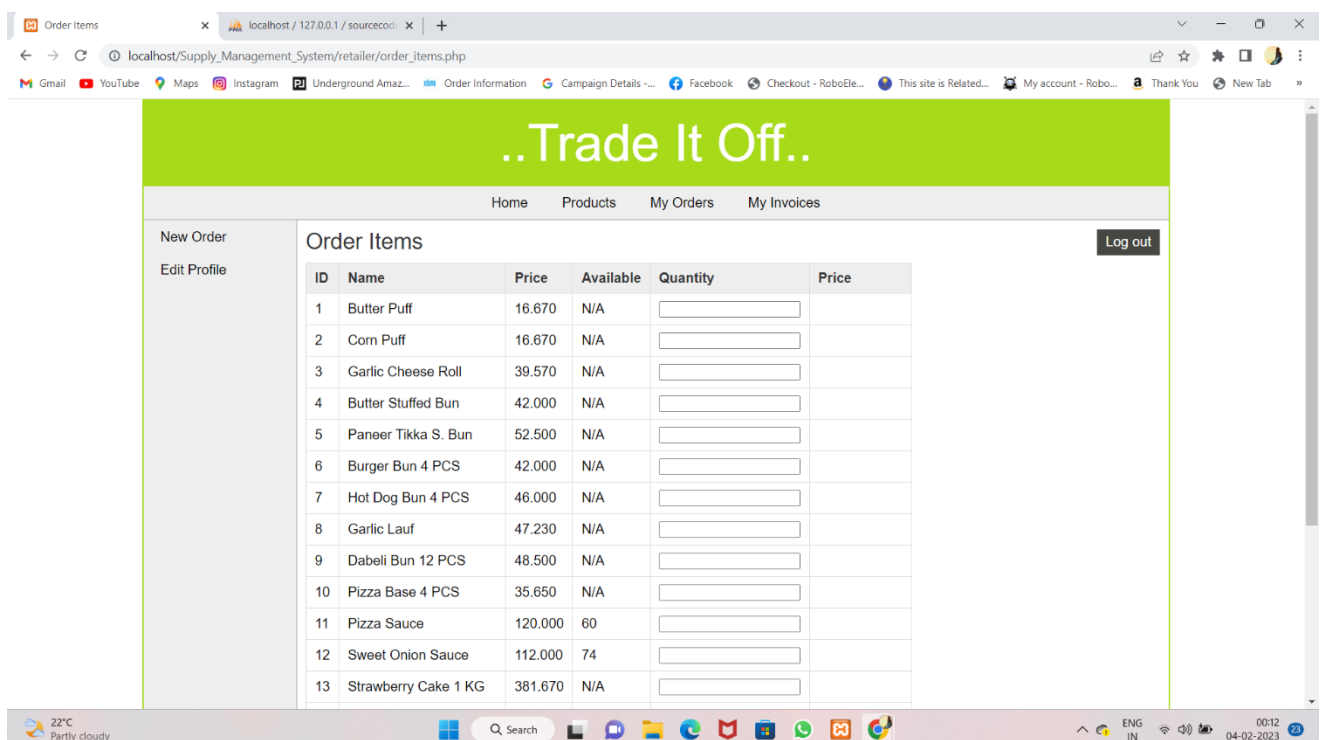 Order Items
localhost / 127.0.0.1 / sourcecod
localhost/Supply_Management_System/retailer/order_items.php
Gmail YouTube Maps Instagram Underground Amaz... Order Information Campaign Details -... Facebook Checkout - RoboEle... This site is Related... My account - Robo... Thank You New Tab »
..Trade It Off..
Home Products My Orders My Invoices
New Order
Edit Profile
Order Items
Log out
ID Name Price Available Quantity Price
1 Butter Puff 16.670 N/A
2 Corn Puff 16.670 N/A
3 Garlic Cheese Roll 39.570 N/A
4 Butter Stuffed Bun 42.000 N/A
5 Paneer Tikka S. Bun 52.500 N/A
6 Burger Bun 4 PCS 42.000 N/A
7 Hot Dog Bun 4 PCS 46.000 N/A
8 Garlic Lauf 47.230 N/A
9 Dabeli Bun 12 PCS 48.500 N/A
10 Pizza Base 4 PCS 35.650 N/A
11 Pizza Sauce 120.000 60
12 Sweet Onion Sauce 112.000 74
13 Strawberry Cake 1 KG 381.670 N/A
22°C
Partly cloudy
Search
ENG
IN
00:12
04-02-2023
23